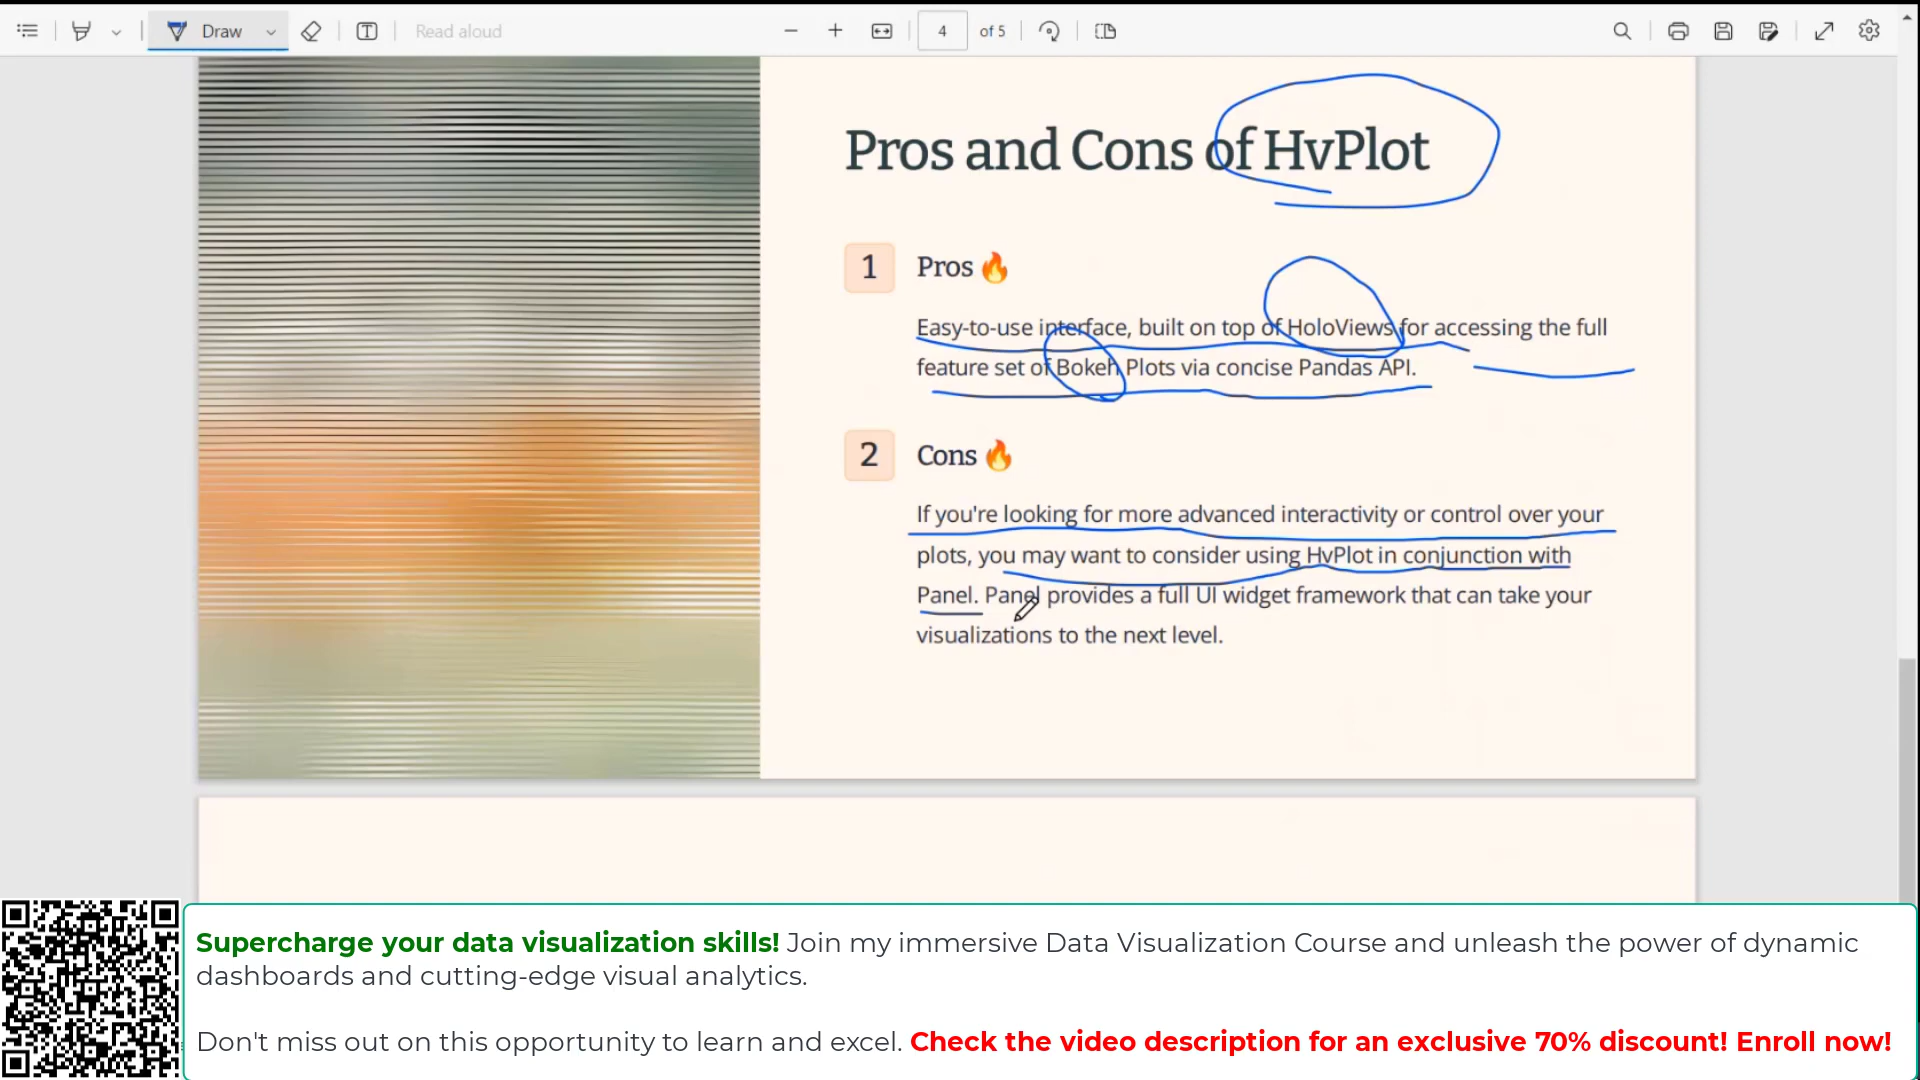 Draw
Read aloud
4 of 5
Pros and Cons of HvPlot
1 Pros 🔥
Easy-to-use interface, built on top of HoloViews for accessing the full
feature set of Bokeh Plots via concise Pandas API.
2 Cons 🔥
If you're looking for more advanced interactivity or control over your
plots, you may want to consider using HvPlot in conjunction with
Panel. Panel provides a full UI widget framework that can take your
visualizations to the next level.
Supercharge your data visualization skills! Join my immersive Data Visualization Course and unleash the power of dynamic
dashboards and cutting-edge visual analytics.
Don't miss out on this opportunity to learn and excel. Check the video description for an exclusive 70% discount! Enroll now!